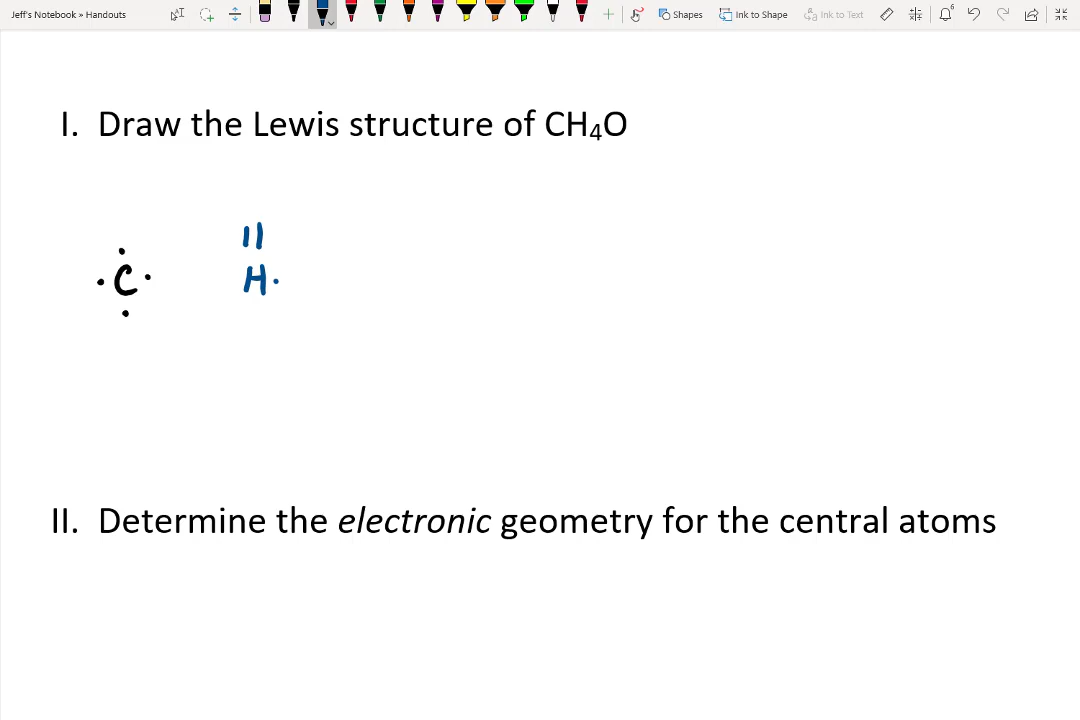 Jeff's Notebook » Handouts
Shapes
Ink to Shape
Ink to Text
6
I. Draw the Lewis structure of CH₄O
·C·
H·
II. Determine the electronic geometry for the central atoms